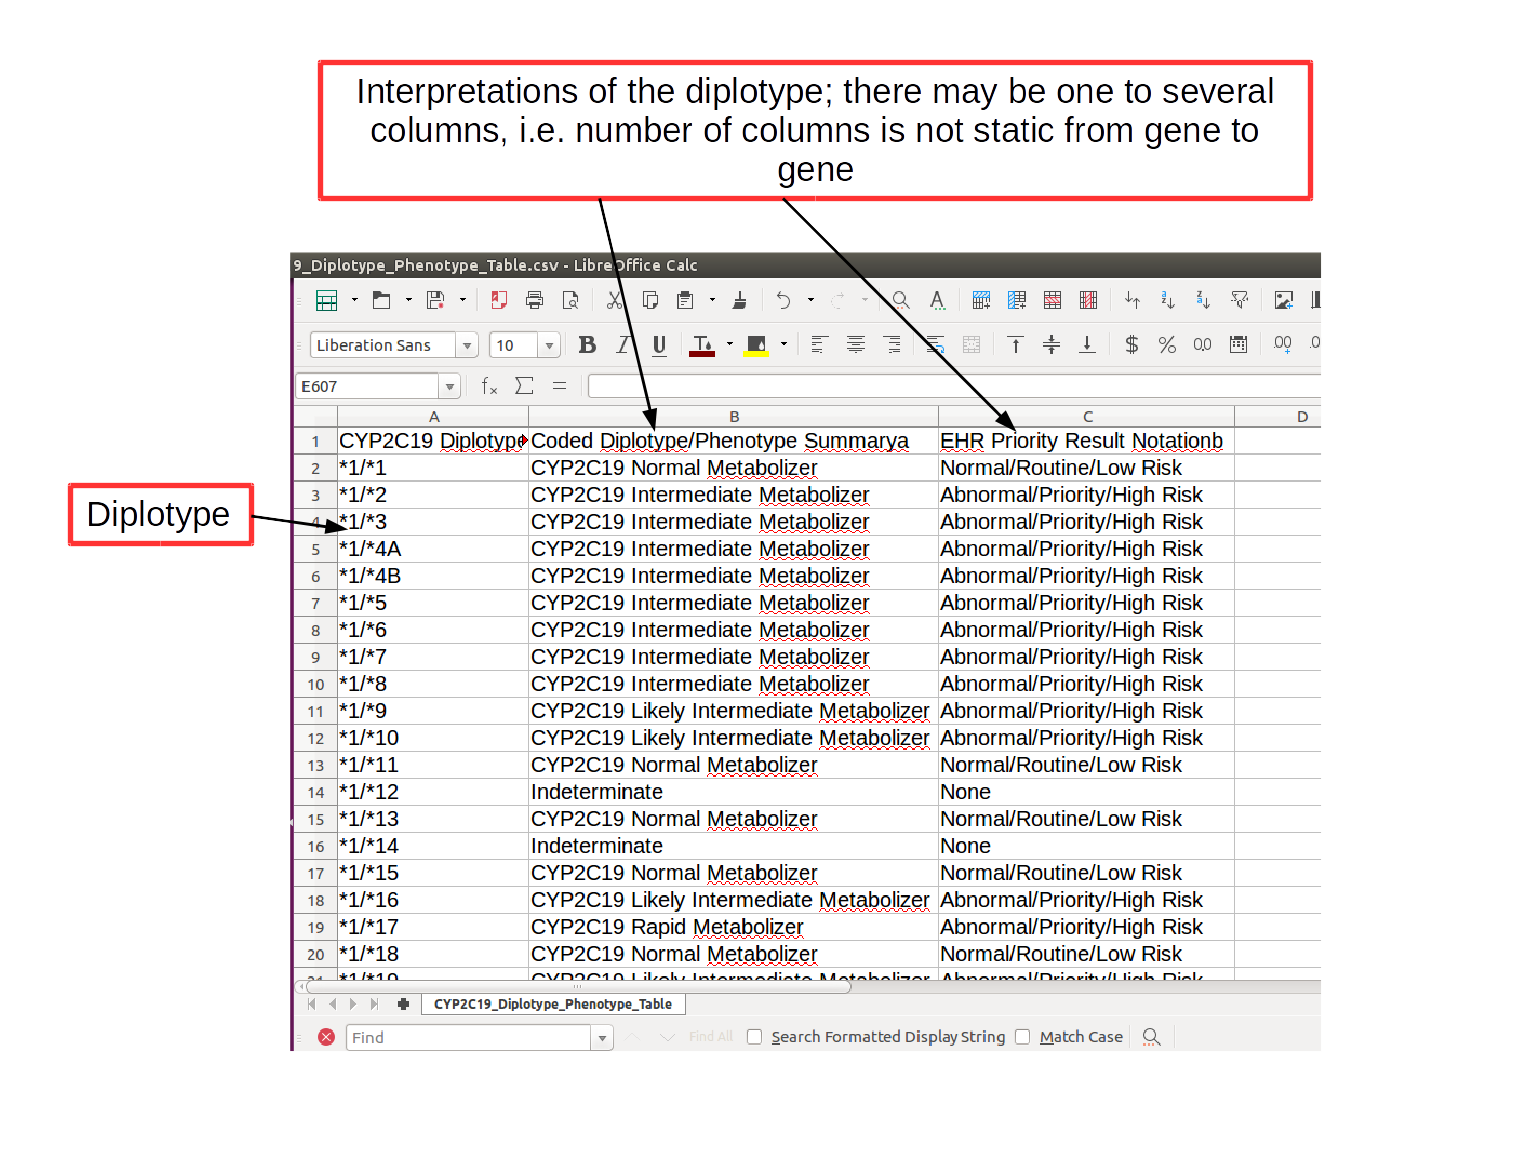 Interpretations of the diplotype; there may be one to several
columns, i.e. number of columns is not static from gene to
gene
9_Diplotype_Phenotype_Table.csv - LibreOffice Calc
Liberation Sans 10
E607
A B C D
1 CYP2C19 Diplotype Coded Diplotype/Phenotype Summarya EHR Priority Result Notationb
2 *1/*1 CYP2C19 Normal Metabolizer Normal/Routine/Low Risk
3 *1/*2 CYP2C19 Intermediate Metabolizer Abnormal/Priority/High Risk
Diplotype
4 *1/*3 CYP2C19 Intermediate Metabolizer Abnormal/Priority/High Risk
5 *1/*4A CYP2C19 Intermediate Metabolizer Abnormal/Priority/High Risk
6 *1/*4B CYP2C19 Intermediate Metabolizer Abnormal/Priority/High Risk
7 *1/*5 CYP2C19 Intermediate Metabolizer Abnormal/Priority/High Risk
8 *1/*6 CYP2C19 Intermediate Metabolizer Abnormal/Priority/High Risk
9 *1/*7 CYP2C19 Intermediate Metabolizer Abnormal/Priority/High Risk
10 *1/*8 CYP2C19 Intermediate Metabolizer Abnormal/Priority/High Risk
11 *1/*9 CYP2C19 Likely Intermediate Metabolizer Abnormal/Priority/High Risk
12 *1/*10 CYP2C19 Likely Intermediate Metabolizer Abnormal/Priority/High Risk
13 *1/*11 CYP2C19 Normal Metabolizer Normal/Routine/Low Risk
14 *1/*12 Indeterminate None
15 *1/*13 CYP2C19 Normal Metabolizer Normal/Routine/Low Risk
16 *1/*14 Indeterminate None
17 *1/*15 CYP2C19 Normal Metabolizer Normal/Routine/Low Risk
18 *1/*16 CYP2C19 Likely Intermediate Metabolizer Abnormal/Priority/High Risk
19 *1/*17 CYP2C19 Rapid Metabolizer Abnormal/Priority/High Risk
20 *1/*18 CYP2C19 Normal Metabolizer Normal/Routine/Low Risk
21 *1/*19 CYP2C19 Likely Intermediate Metabolizer Abnormal/Priority/High Risk
CYP2C19_Diplotype_Phenotype_Table
Find Find All Search Formatted Display String Match Case